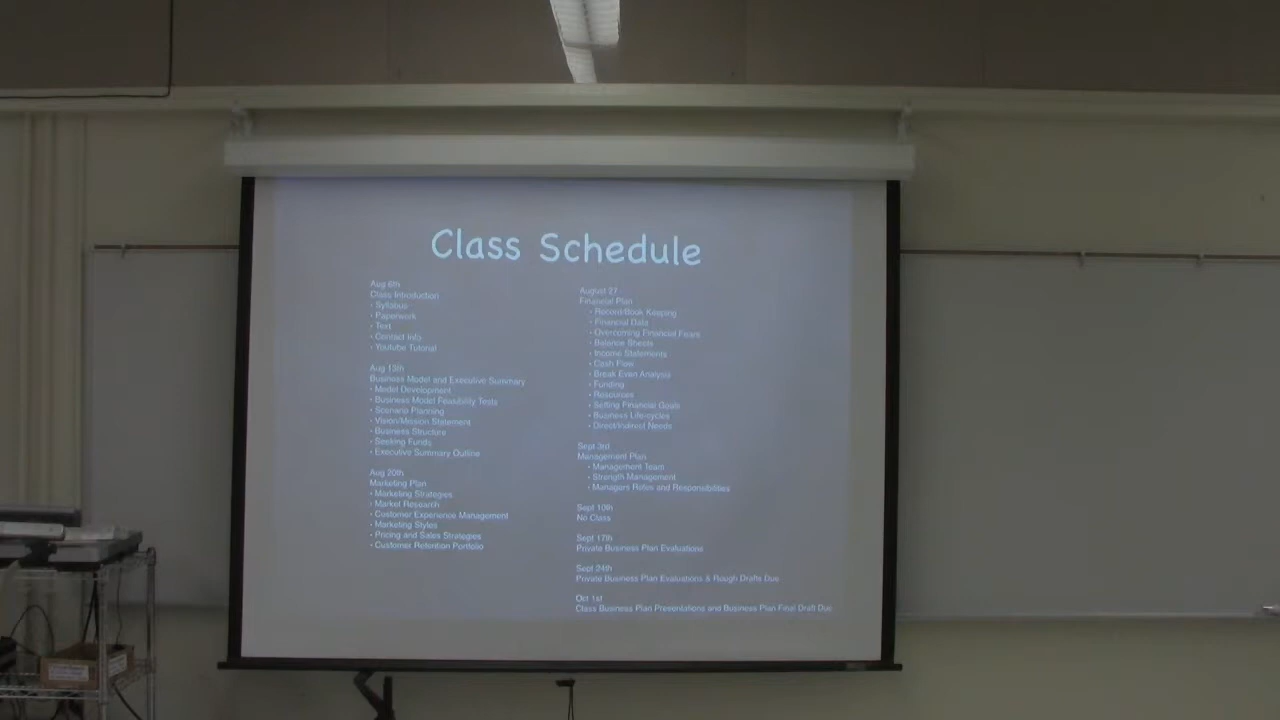 Class Schedule
Aug 6th
Class Introduction
• Syllabus
• Paperwork
• Text
• Contact Info
• Youtube Tutorial
Aug 13th
Business Model and Executive Summary
• Model Development
• Business Model Feasibility Tests
• Scenario Planning
• Vision/Mission Statement
• Business Structure
• Seeking Funds
• Executive Summary Outline
Aug 20th
Marketing Plan
• Marketing Strategies
• Market Research
• Customer Experience Management
• Marketing Styles
• Pricing and Sales Strategies
• Customer Retention Portfolio
August 27
Financial Plan
• Record/Book Keeping
• Financial Data
• Overcoming Financial Fears
• Balance Sheets
• Income Statements
• Cash Flow
• Break Even Analysis
• Funding
• Resources
• Setting Financial Goals
• Business Life-cycles
• Direct/Indirect Needs
Sept 3rd
Management Plan
• Management Team
• Strength Management
• Managers Roles and Responsibilities
Sept 10th
No Class
Sept 17th
Private Business Plan Evaluations
Sept 24th
Private Business Plan Evaluations & Rough Drafts Due
Oct 1st
Class Business Plan Presentations and Business Plan Final Draft Due